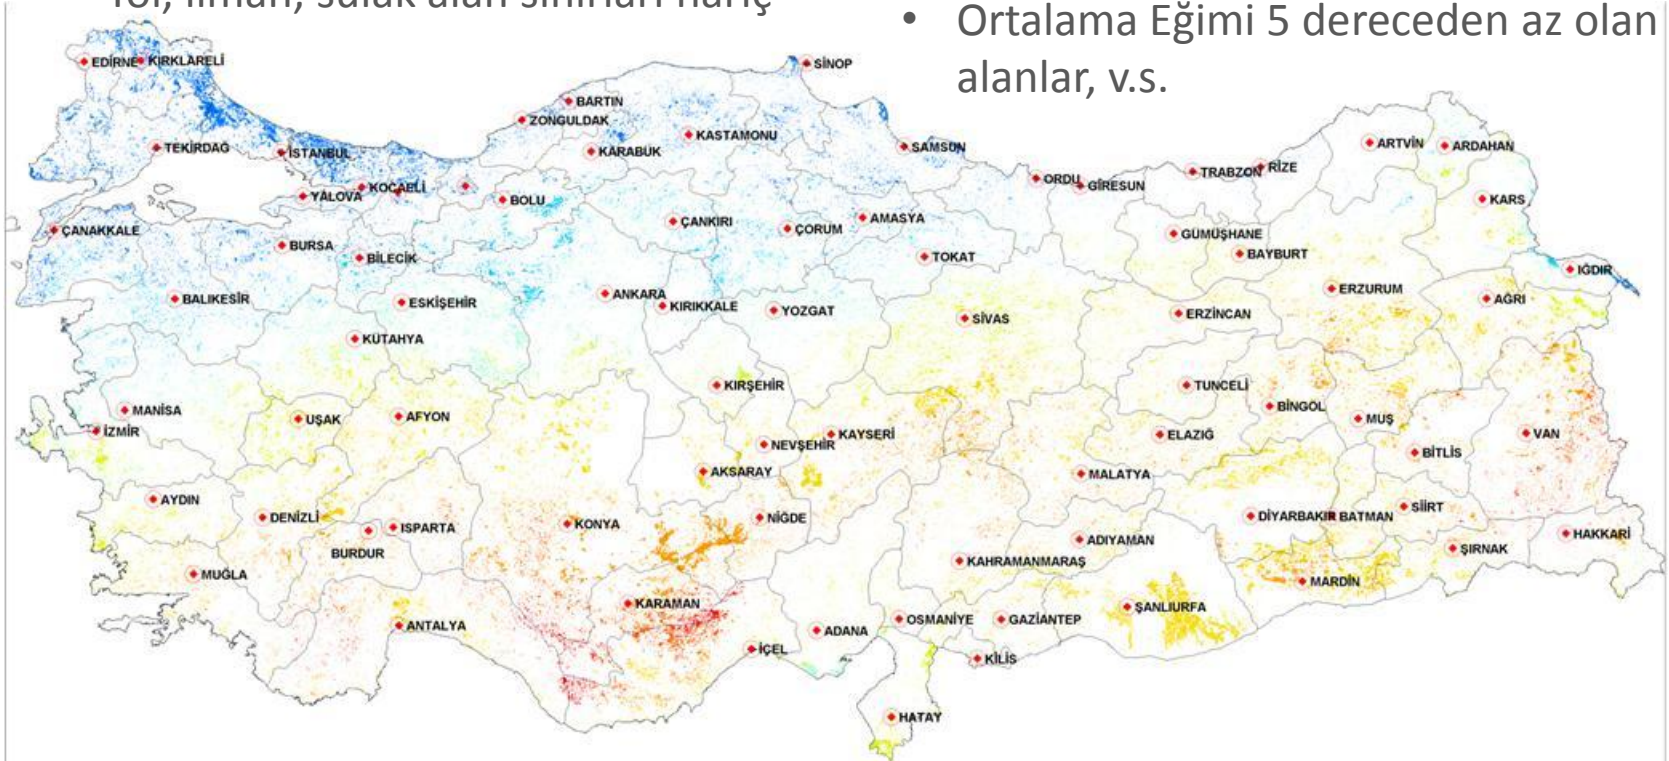 • Ortalama Eğimi 5 dereceden az olan
alanlar, v.s.
EDİRNE
KIRKLARELİ
SİNOP
BARTIN
ZONGULDAK
KASTAMONU
KARABÜK
TEKİRDAĞ
İSTANBUL
SAMSUN
ARTVİN
ARDAHAN
ORDU
GİRESUN
TRABZON
RİZE
YALOVA
KOCAELİ
BOLU
KARS
ÇANAKKALE
BURSA
BİLECİK
ÇANKIRI
ÇORUM
AMASYA
GÜMÜŞHANE
TOKAT
BAYBURT
IĞDIR
BALIKESİR
ESKİŞEHİR
ANKARA
KIRIKKALE
YOZGAT
SİVAS
ERZİNCAN
ERZURUM
AĞRI
KÜTAHYA
KIRŞEHİR
TUNCELİ
MANİSA
İZMİR
UŞAK
AFYON
NEVŞEHİR
KAYSERİ
ELAZIĞ
BİNGÖL
MUŞ
VAN
BİTLİS
AKSARAY
MALATYA
AYDIN
DENİZLİ
BURDUR
ISPARTA
KONYA
NİĞDE
DİYARBAKIR
BATMAN
SİİRT
ADIYAMAN
HAKKARİ
ŞIRNAK
KAHRAMANMARAŞ
MUĞLA
MARDİN
KARAMAN
ŞANLIURFA
ANTALYA
ADANA
OSMANİYE
GAZİANTEP
İÇEL
KİLİS
HATAY